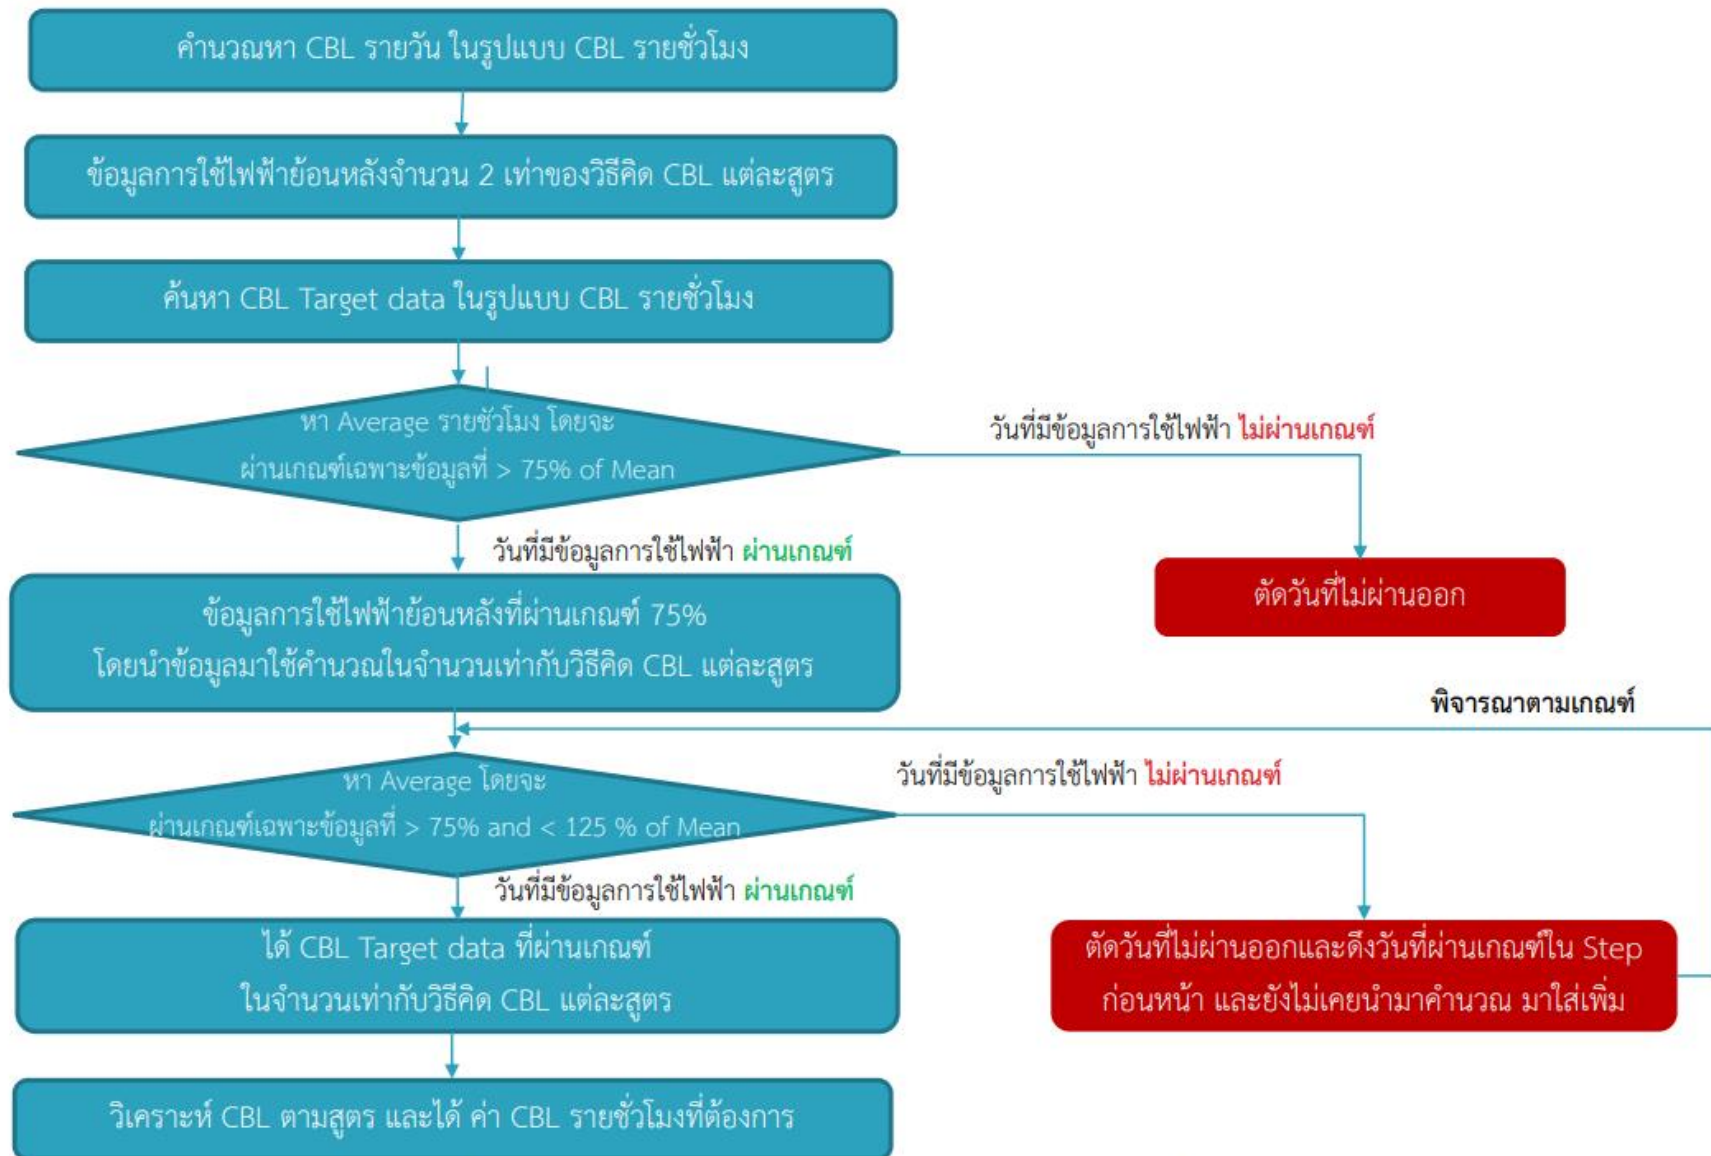 คำนวณหา CBL รายวัน ในรูปแบบ CBL รายชั่วโมง
ข้อมูลการใช้ไฟฟ้าย้อนหลังจำนวน 2 เท่าของวิธีคิด CBL แต่ละสูตร
ค้นหา CBL Target data ในรูปแบบ CBL รายชั่วโมง
หา Average รายชั่วโมง โดยจะ
ผ่านเกณฑ์เฉพาะข้อมูลที่ > 75% of Mean
วันที่มีข้อมูลการใช้ไฟฟ้า ไม่ผ่านเกณฑ์
ตัดวันที่ไม่ผ่านออก
วันที่มีข้อมูลการใช้ไฟฟ้า ผ่านเกณฑ์
ข้อมูลการใช้ไฟฟ้าย้อนหลังที่ผ่านเกณฑ์ 75%
โดยนำข้อมูลมาใช้คำนวณในจำนวนเท่ากับวิธีคิด CBL แต่ละสูตร
พิจารณาตามเกณฑ์
หา Average โดยจะ
ผ่านเกณฑ์เฉพาะข้อมูลที่ > 75% and < 125 % of Mean
วันที่มีข้อมูลการใช้ไฟฟ้า ไม่ผ่านเกณฑ์
ตัดวันที่ไม่ผ่านออกและดึงวันที่ผ่านเกณฑ์ใน Step
ก่อนหน้า และยังไม่เคยนำมาคำนวณ มาใส่เพิ่ม
วันที่มีข้อมูลการใช้ไฟฟ้า ผ่านเกณฑ์
ได้ CBL Target data ที่ผ่านเกณฑ์
ในจำนวนเท่ากับวิธีคิด CBL แต่ละสูตร
วิเคราะห์ CBL ตามสูตร และได้ ค่า CBL รายชั่วโมงที่ต้องการ